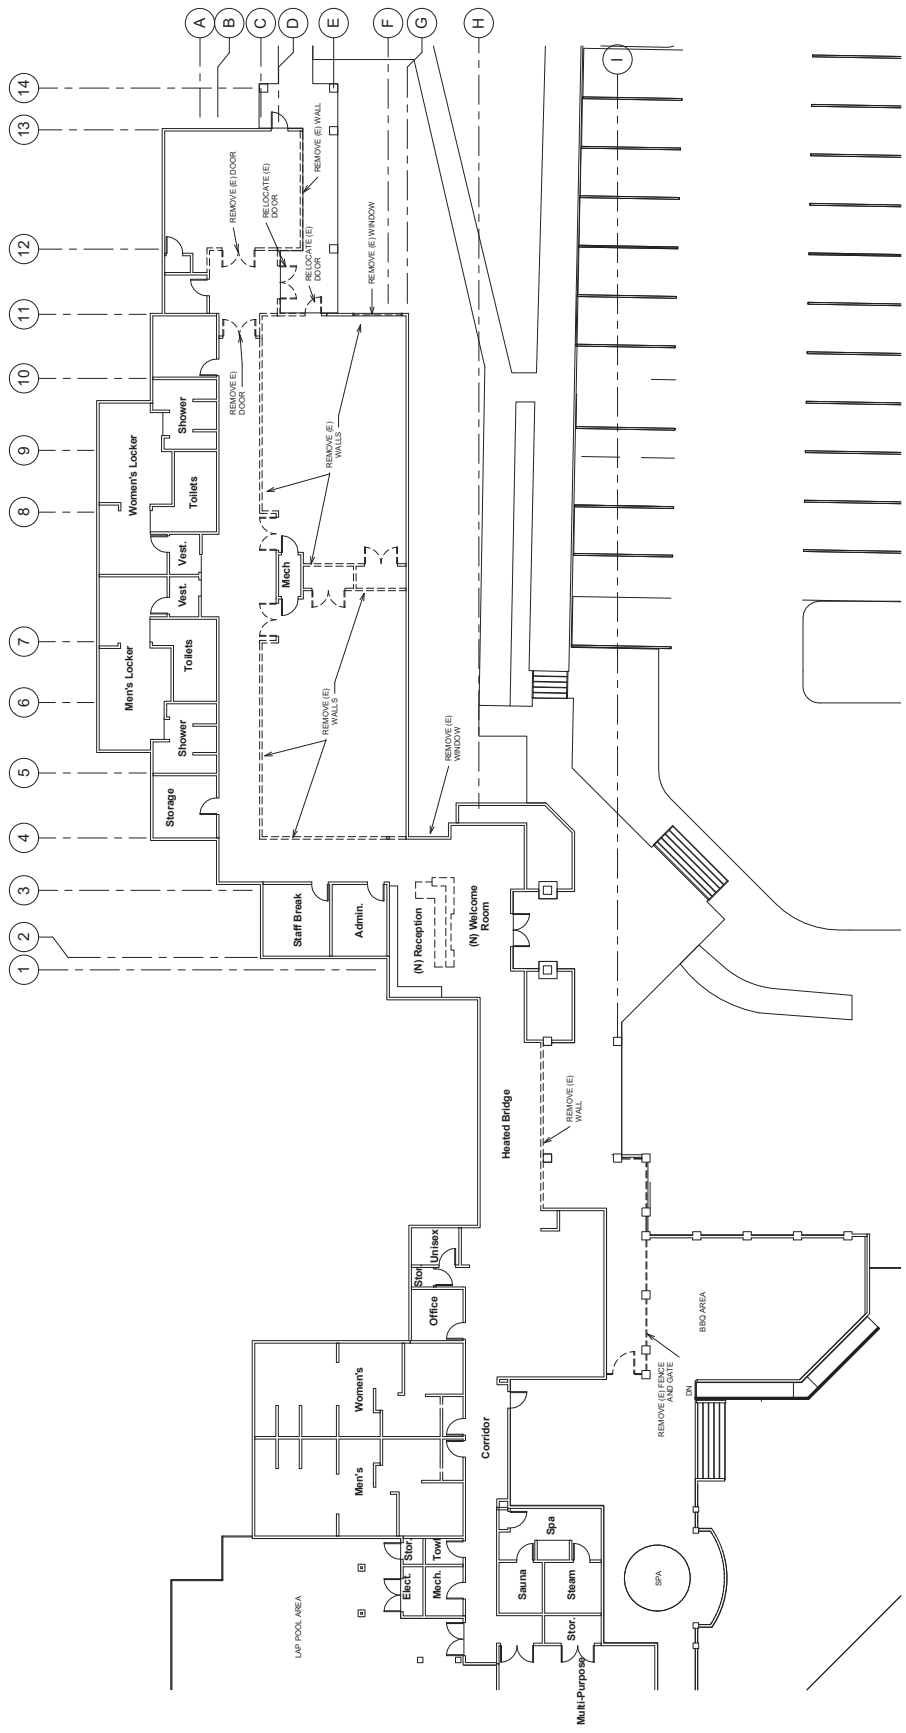 A
B
C
D
E
F
G
H
I
14
13
12
11
10
9
8
7
6
5
4
3
2
1
REMOVE (E) WALL
REMOVE (E) DOOR
RELOCATE (E)
DOOR
RELOCATE (E)
DOOR
REMOVE (E) WINDOW
REMOVE E)
DOOR
REMOVE (E)
WALLS
Shower
Women's Locker
Toilets
Vest.
Vest.
Mech
Toilets
Men's Locker
Shower
Storage
REMOVE (E)
WALLS
REMOVE (E)
WINDOW
Staff Break
Admin.
(N) Reception
(N) Welcome
Room
Heated Bridge
REMOVE (E)
WALL
Unisex
Stor.
Office
Women's
Men's
Corridor
BBQ AREA
REMOVE (E) FENCE
AND GATE
DN
Stor.
Towl
Elect.
Mech.
Spa
Sauna
Steam
Stor.
SPA
LAP POOL AREA
Multi-Purpose